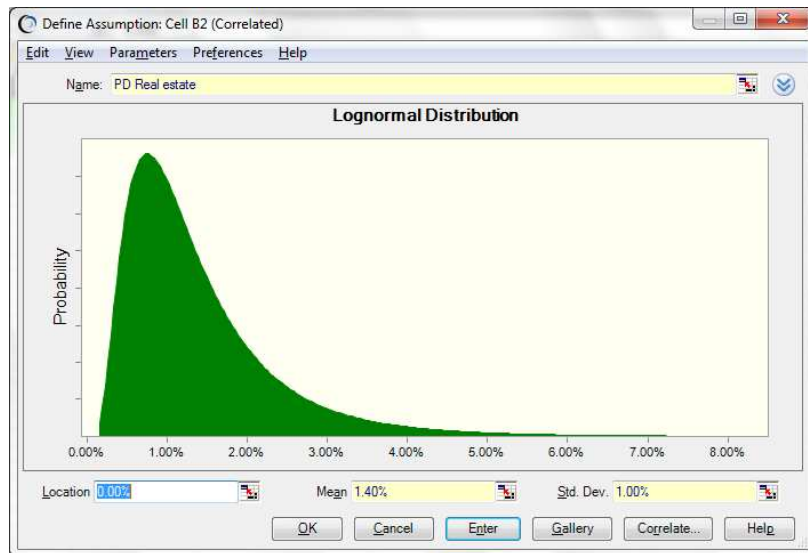 Define Assumption: Cell B2 (Correlated)
Edit View Parameters Preferences Help
Name: PD Real estate
Lognormal Distribution
Probability
0.00% 1.00% 2.00% 3.00% 4.00% 5.00% 6.00% 7.00% 8.00%
Location 0.00% Mean 1.40% Std. Dev. 1.00%
OK Cancel Enter Gallery Correlate... Help